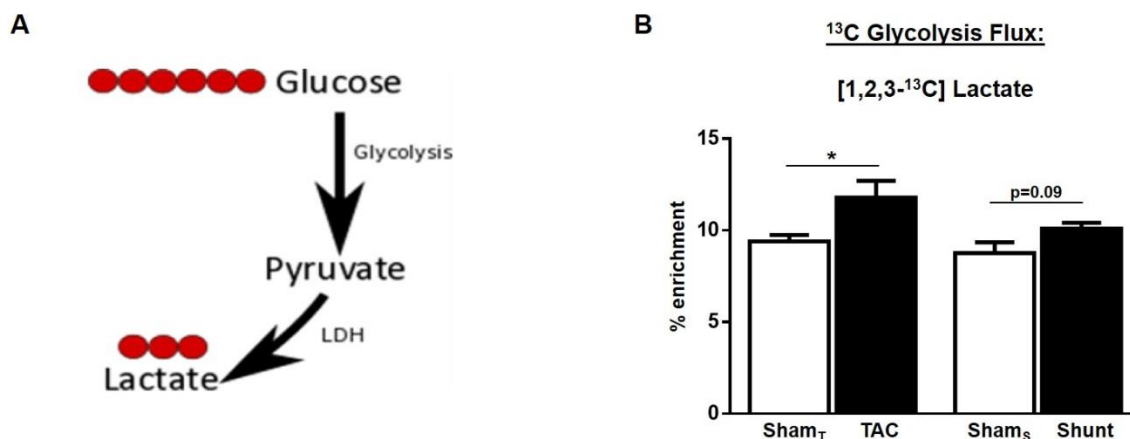 A
Glucose
Glycolysis
Pyruvate
LDH
Lactate
B
¹³C Glycolysis Flux:
[1,2,3-¹³C] Lactate
% enrichment
15
10
5
0
*
p=0.09
Sham_T TAC Sham_S Shunt